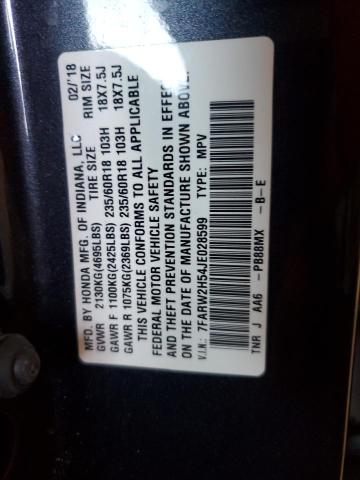 MFD. BY HONDA MFG. OF INDIANA, LLC 02/'18
GVWR 2130KG(4695LBS) TIRE SIZE RIM SIZE
GAWR F 1100KG(2425LBS) 235/60R18 103H 18X7.5J
GAWR R 1075KG(2369LBS) 235/60R18 103H 18X7.5J
THIS VEHICLE CONFORMS TO ALL APPLICABLE
FEDERAL MOTOR VEHICLE SAFETY
AND THEFT PREVENTION STANDARDS IN EFFECT
ON THE DATE OF MANUFACTURE SHOWN ABOVE.
V.I.N.: 7FARW2H54JE028599 TYPE: MPV
TNR J AA6 -PB88MX -B-E